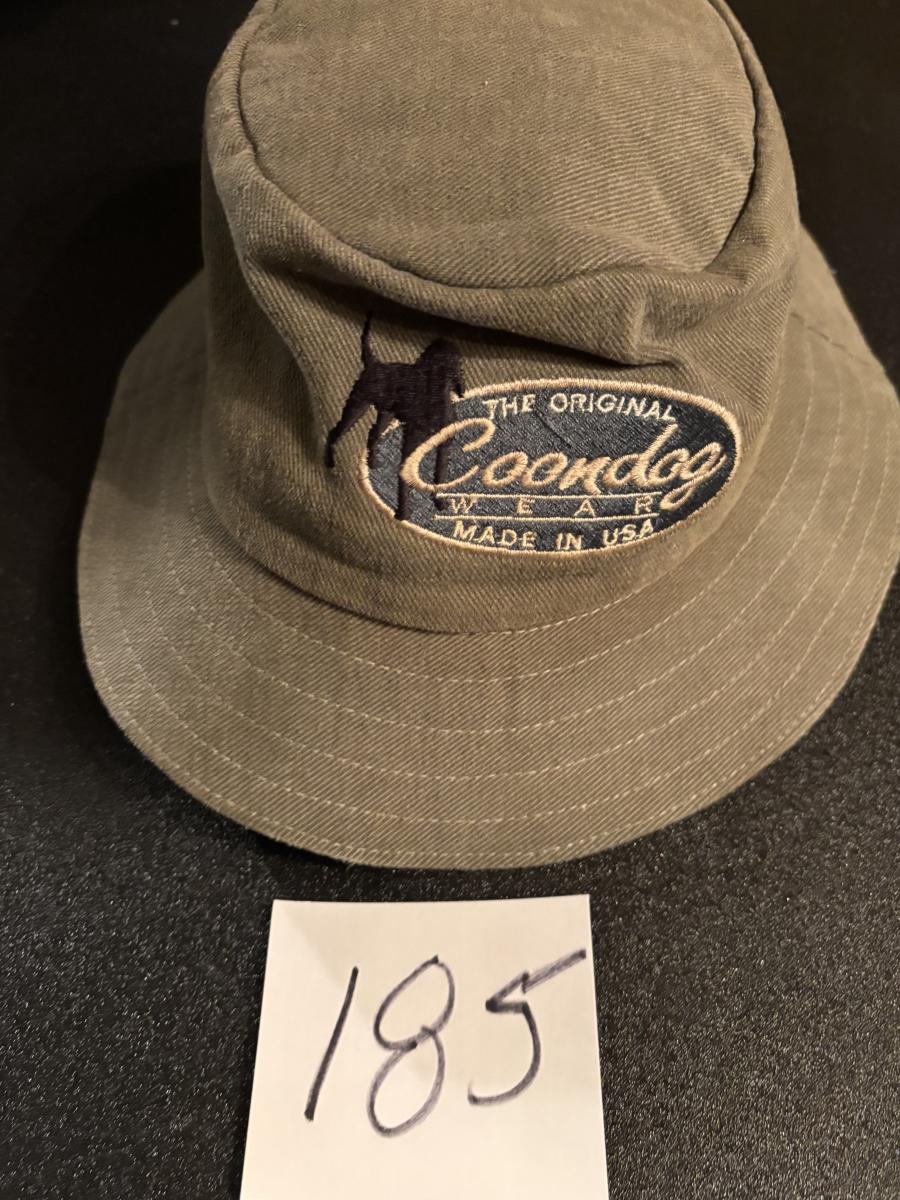 THE ORIGINAL
Coondog
WEAR
MADE IN USA
185